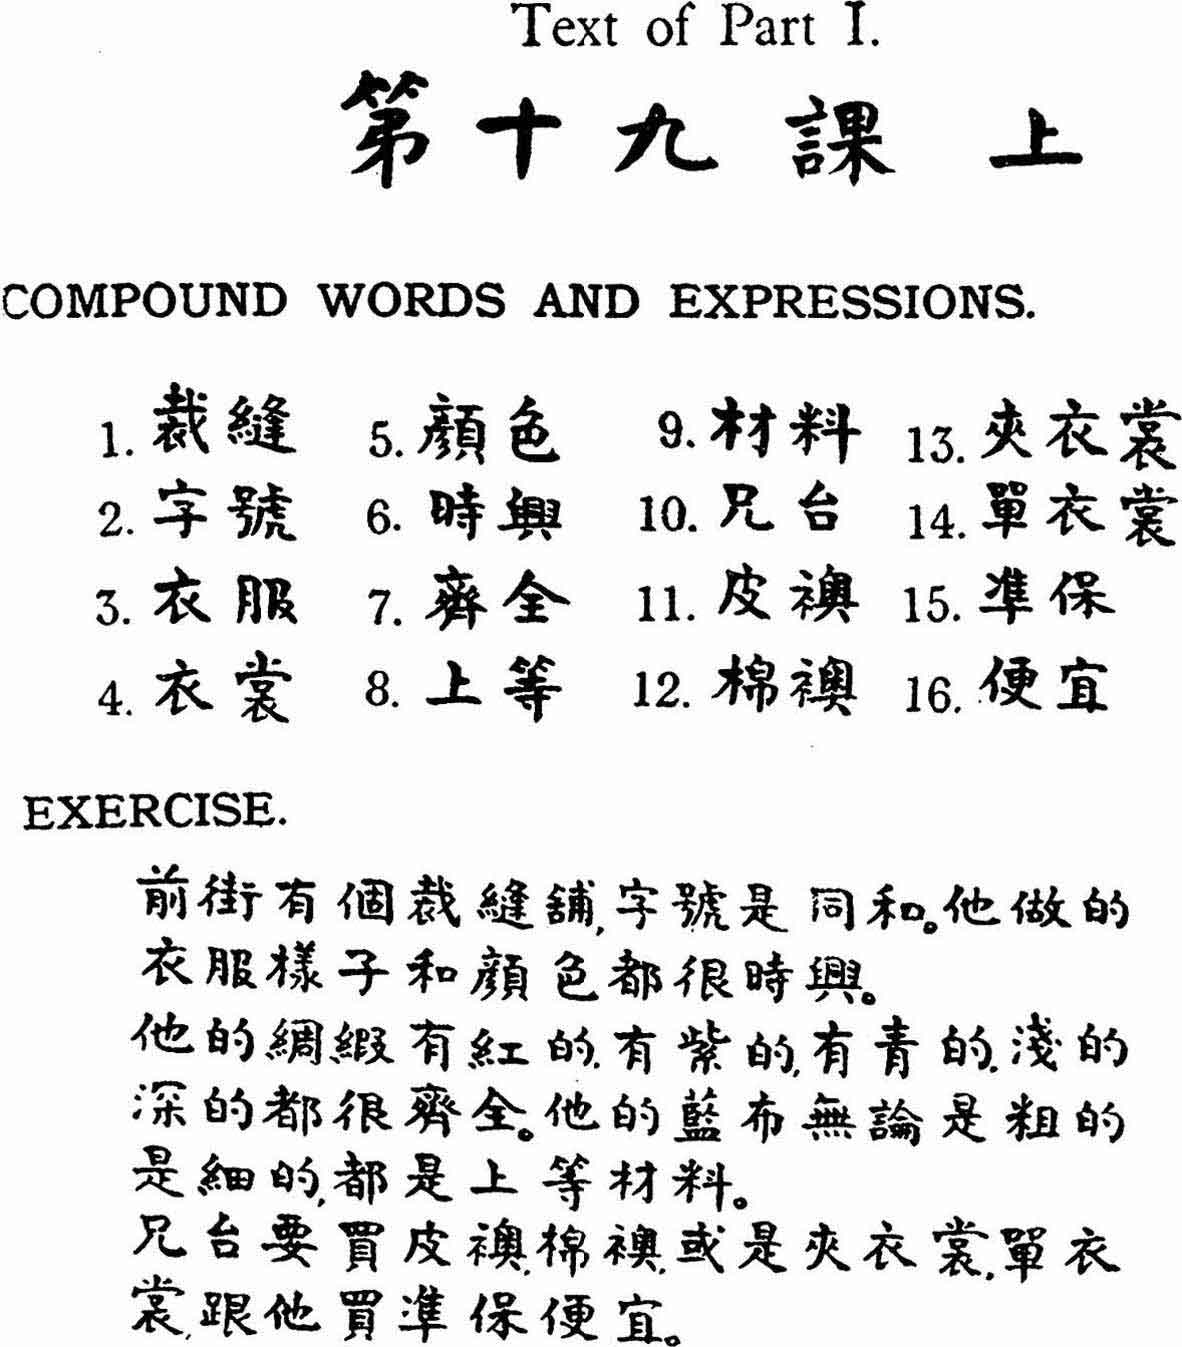 Text of Part I.
第十九課 上
COMPOUND WORDS AND EXPRESSIONS.
1. 裁縫 5. 顏色 9. 材料 13. 夾衣裳
2. 字號 6. 時興 10. 兄台 14. 單衣裳
3. 衣服 7. 齊全 11. 皮襖 15. 準保
4. 衣裳 8. 上等 12. 棉襖 16. 便宜
EXERCISE.
前街有個裁縫舖,字號是同和。他做的
衣服樣子和顏色都很時興。
他的綢緞有紅的,有紫的,有青的,淺的
深的都很齊全。他的藍布無論是粗的
是細的,都是上等材料。
兄台要買皮襖,棉襖,或是夾衣裳,單衣
裳,跟他買準保便宜。